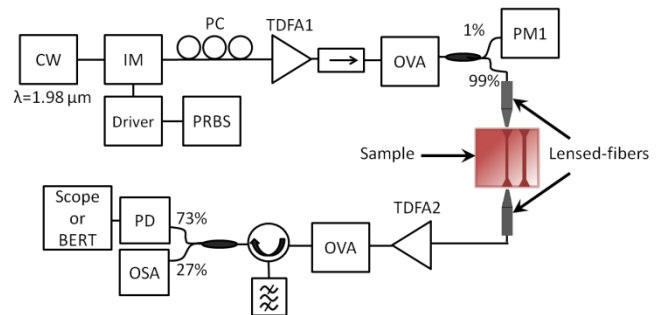 PC
TDFA1
1%
PM1
CW
IM
OVA
99%
λ=1.98 µm
Driver
PRBS
Sample
Lensed-fibers
Scope
or
BERT
PD
73%
TDFA2
OVA
OSA
27%